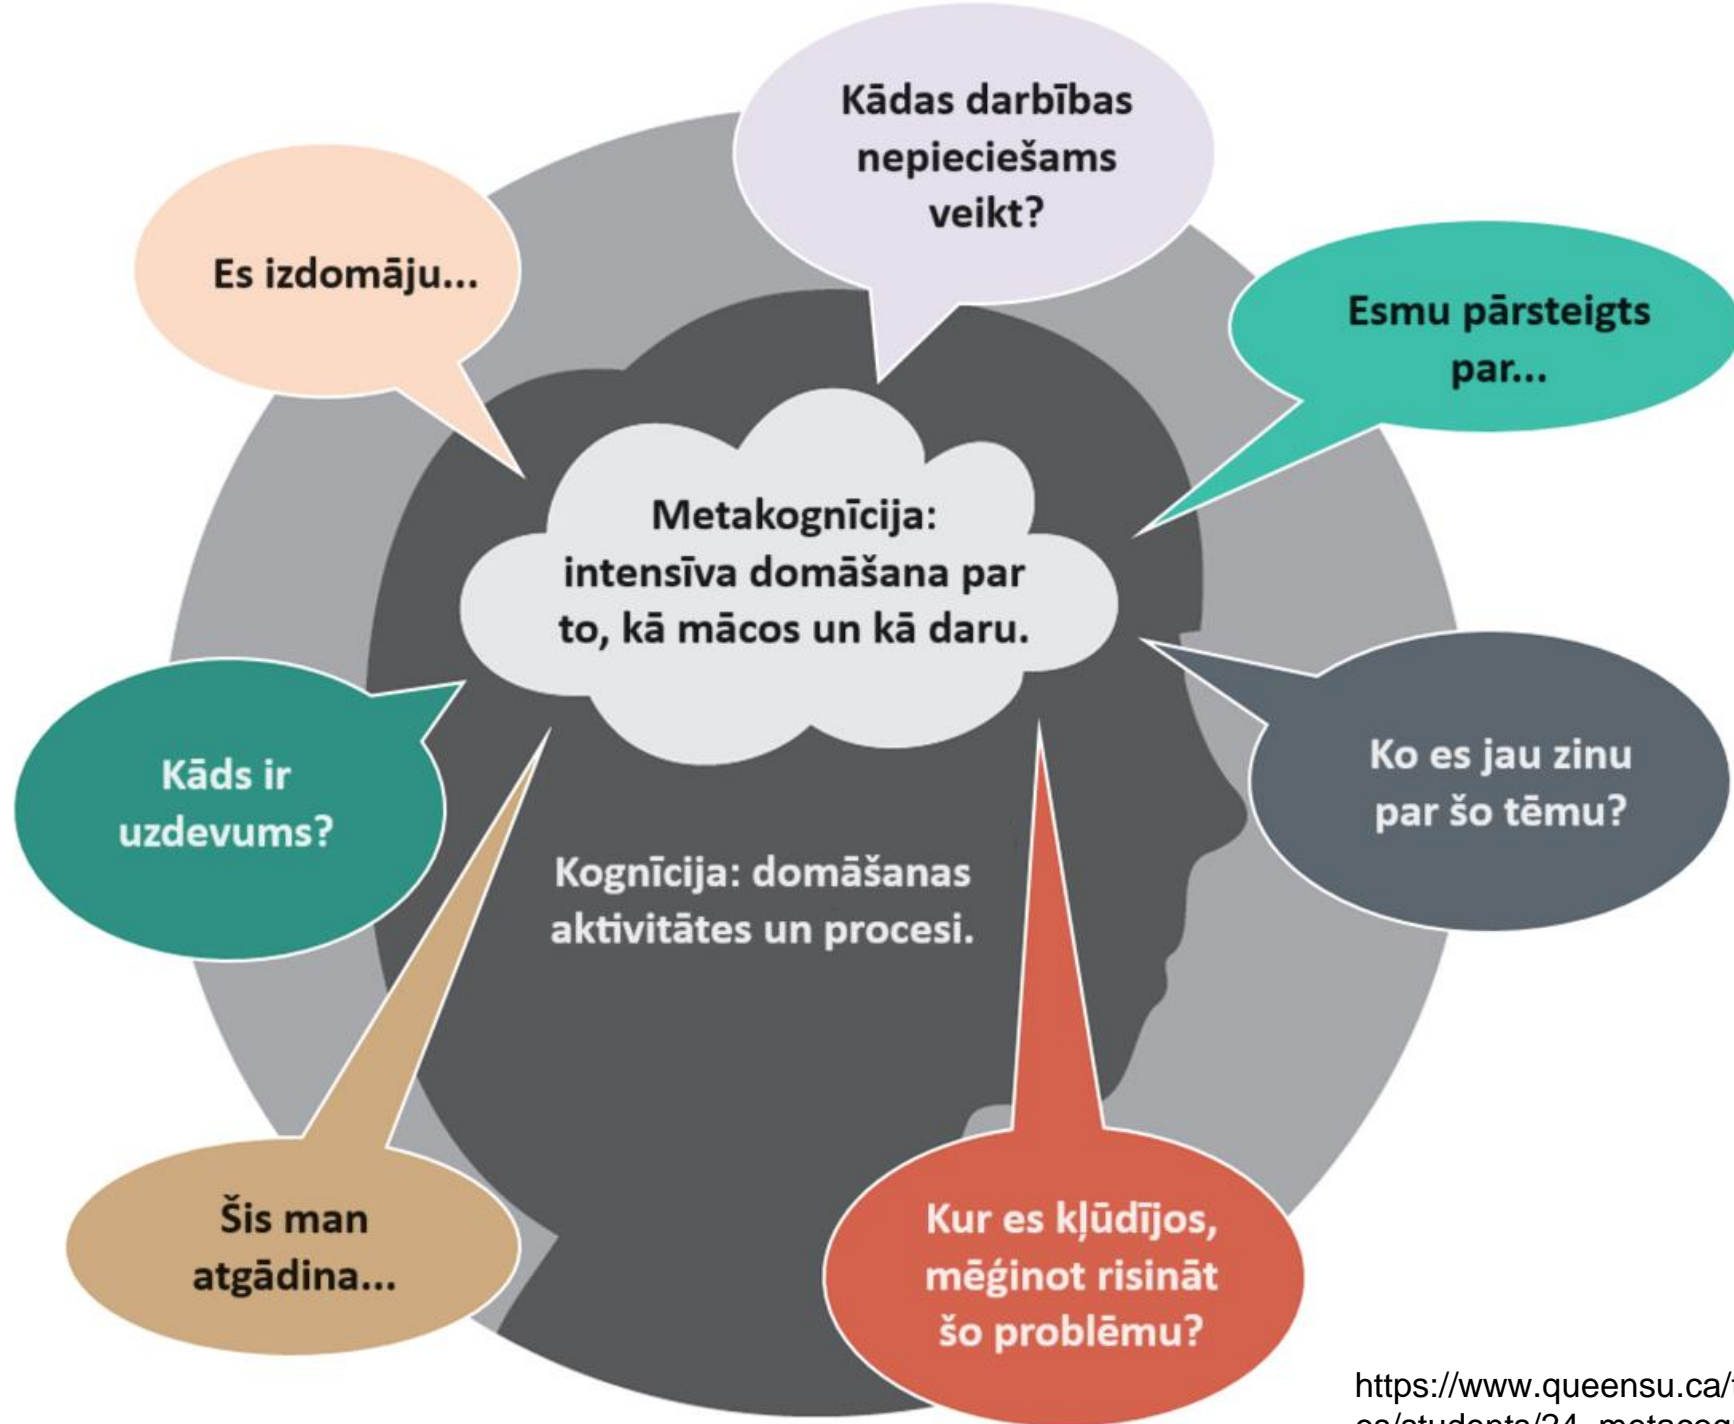 Kādas darbības
nepieciešams
veikt?
Es izdomāju...
Esmu pārsteigts
par...
Metakognīcija:
intensīva domāšana par
to, kā mācos un kā daru.
Kāds ir
uzdevums?
Ko es jau zinu
par šo tēmu?
Kognīcija: domāšanas
aktivitātes un procesi.
Šis man
atgādina...
Kur es kļūdījos,
mēģinot risināt
šo problēmu?
https://www.queensu.ca/